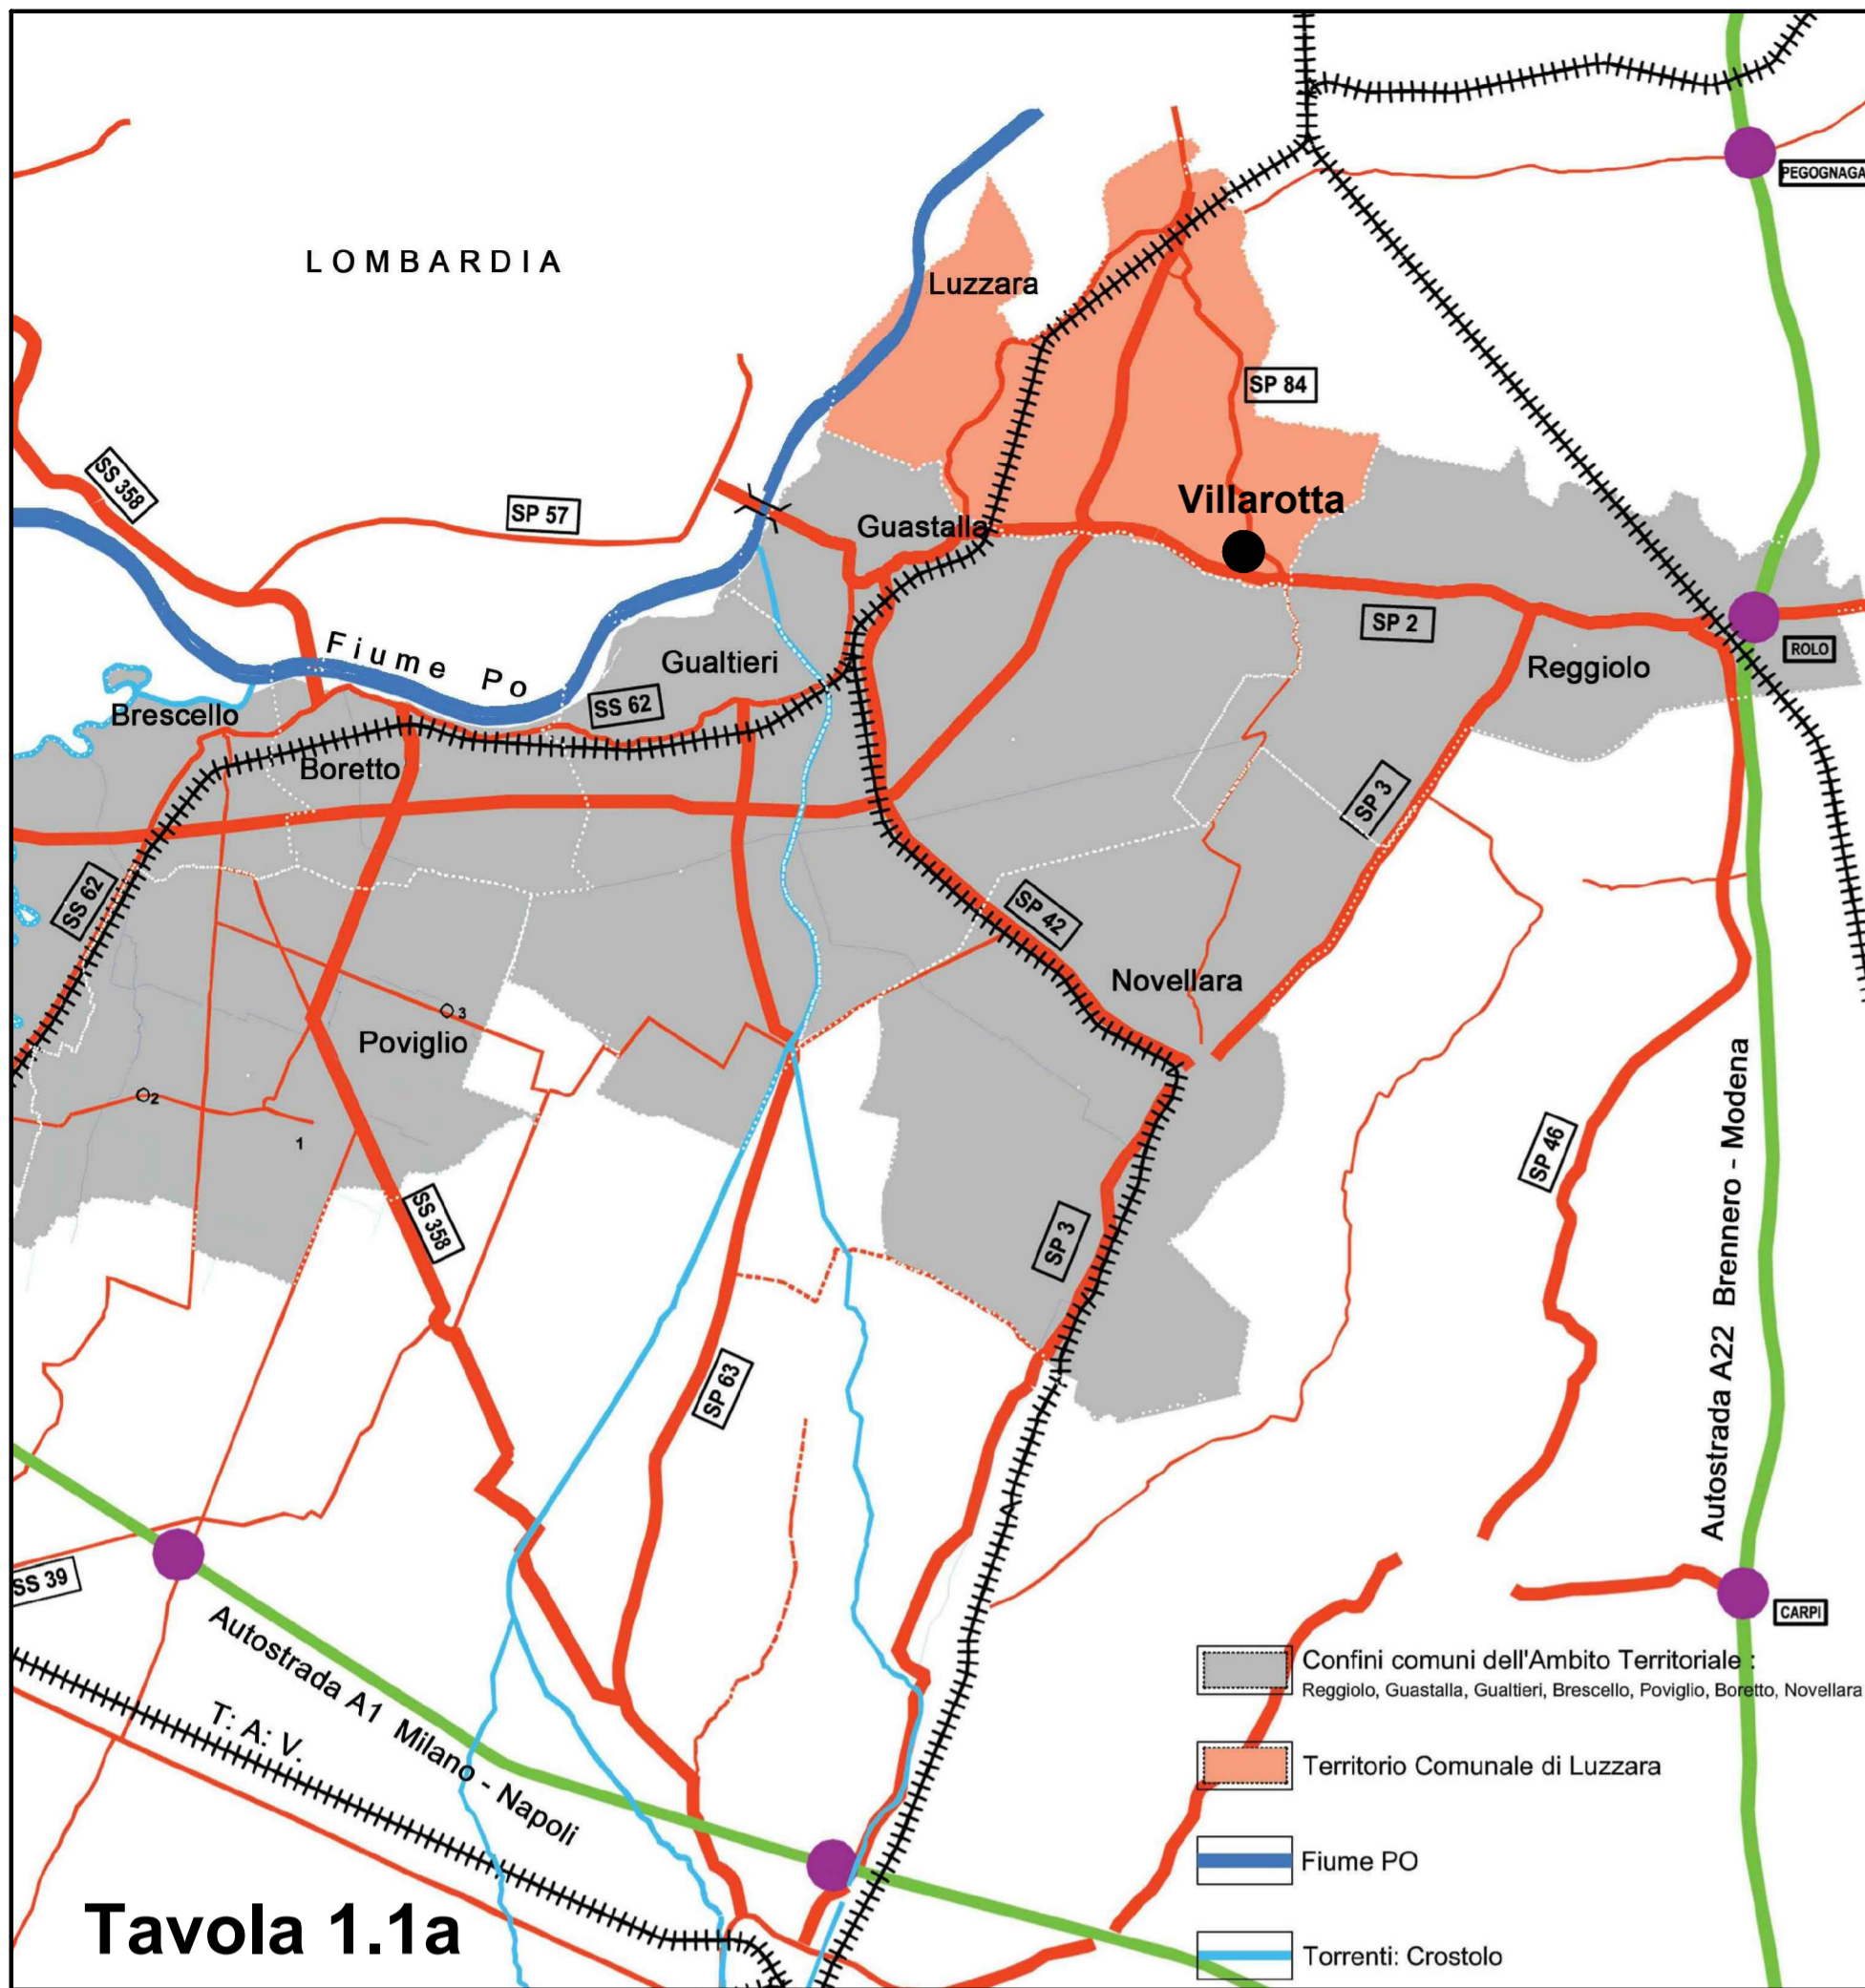 PEGOGNAGA
LOMBARDIA
Luzzara
SP 84
SS 358
SP 57
Villarotta
Guastalla
SP 2
ROLO
Fiume Po
Gualtieri
Reggiolo
SS 62
Brescello
Boretto
SP 3
SS 62
SP 42
Novellara
3
Poviglio
2
1
SP 46
SS 358
SP 3
Autostrada A22 Brennero - Modena
SP 63
SS 39
CARPI
Autostrada A1 Milano - Napoli
T: A: V.
Confini comuni dell'Ambito Territoriale :
Reggiolo, Guastalla, Gualtieri, Brescello, Poviglio, Boretto, Novellara
Territorio Comunale di Luzzara
Fiume PO
Tavola 1.1a
Torrenti: Crostolo